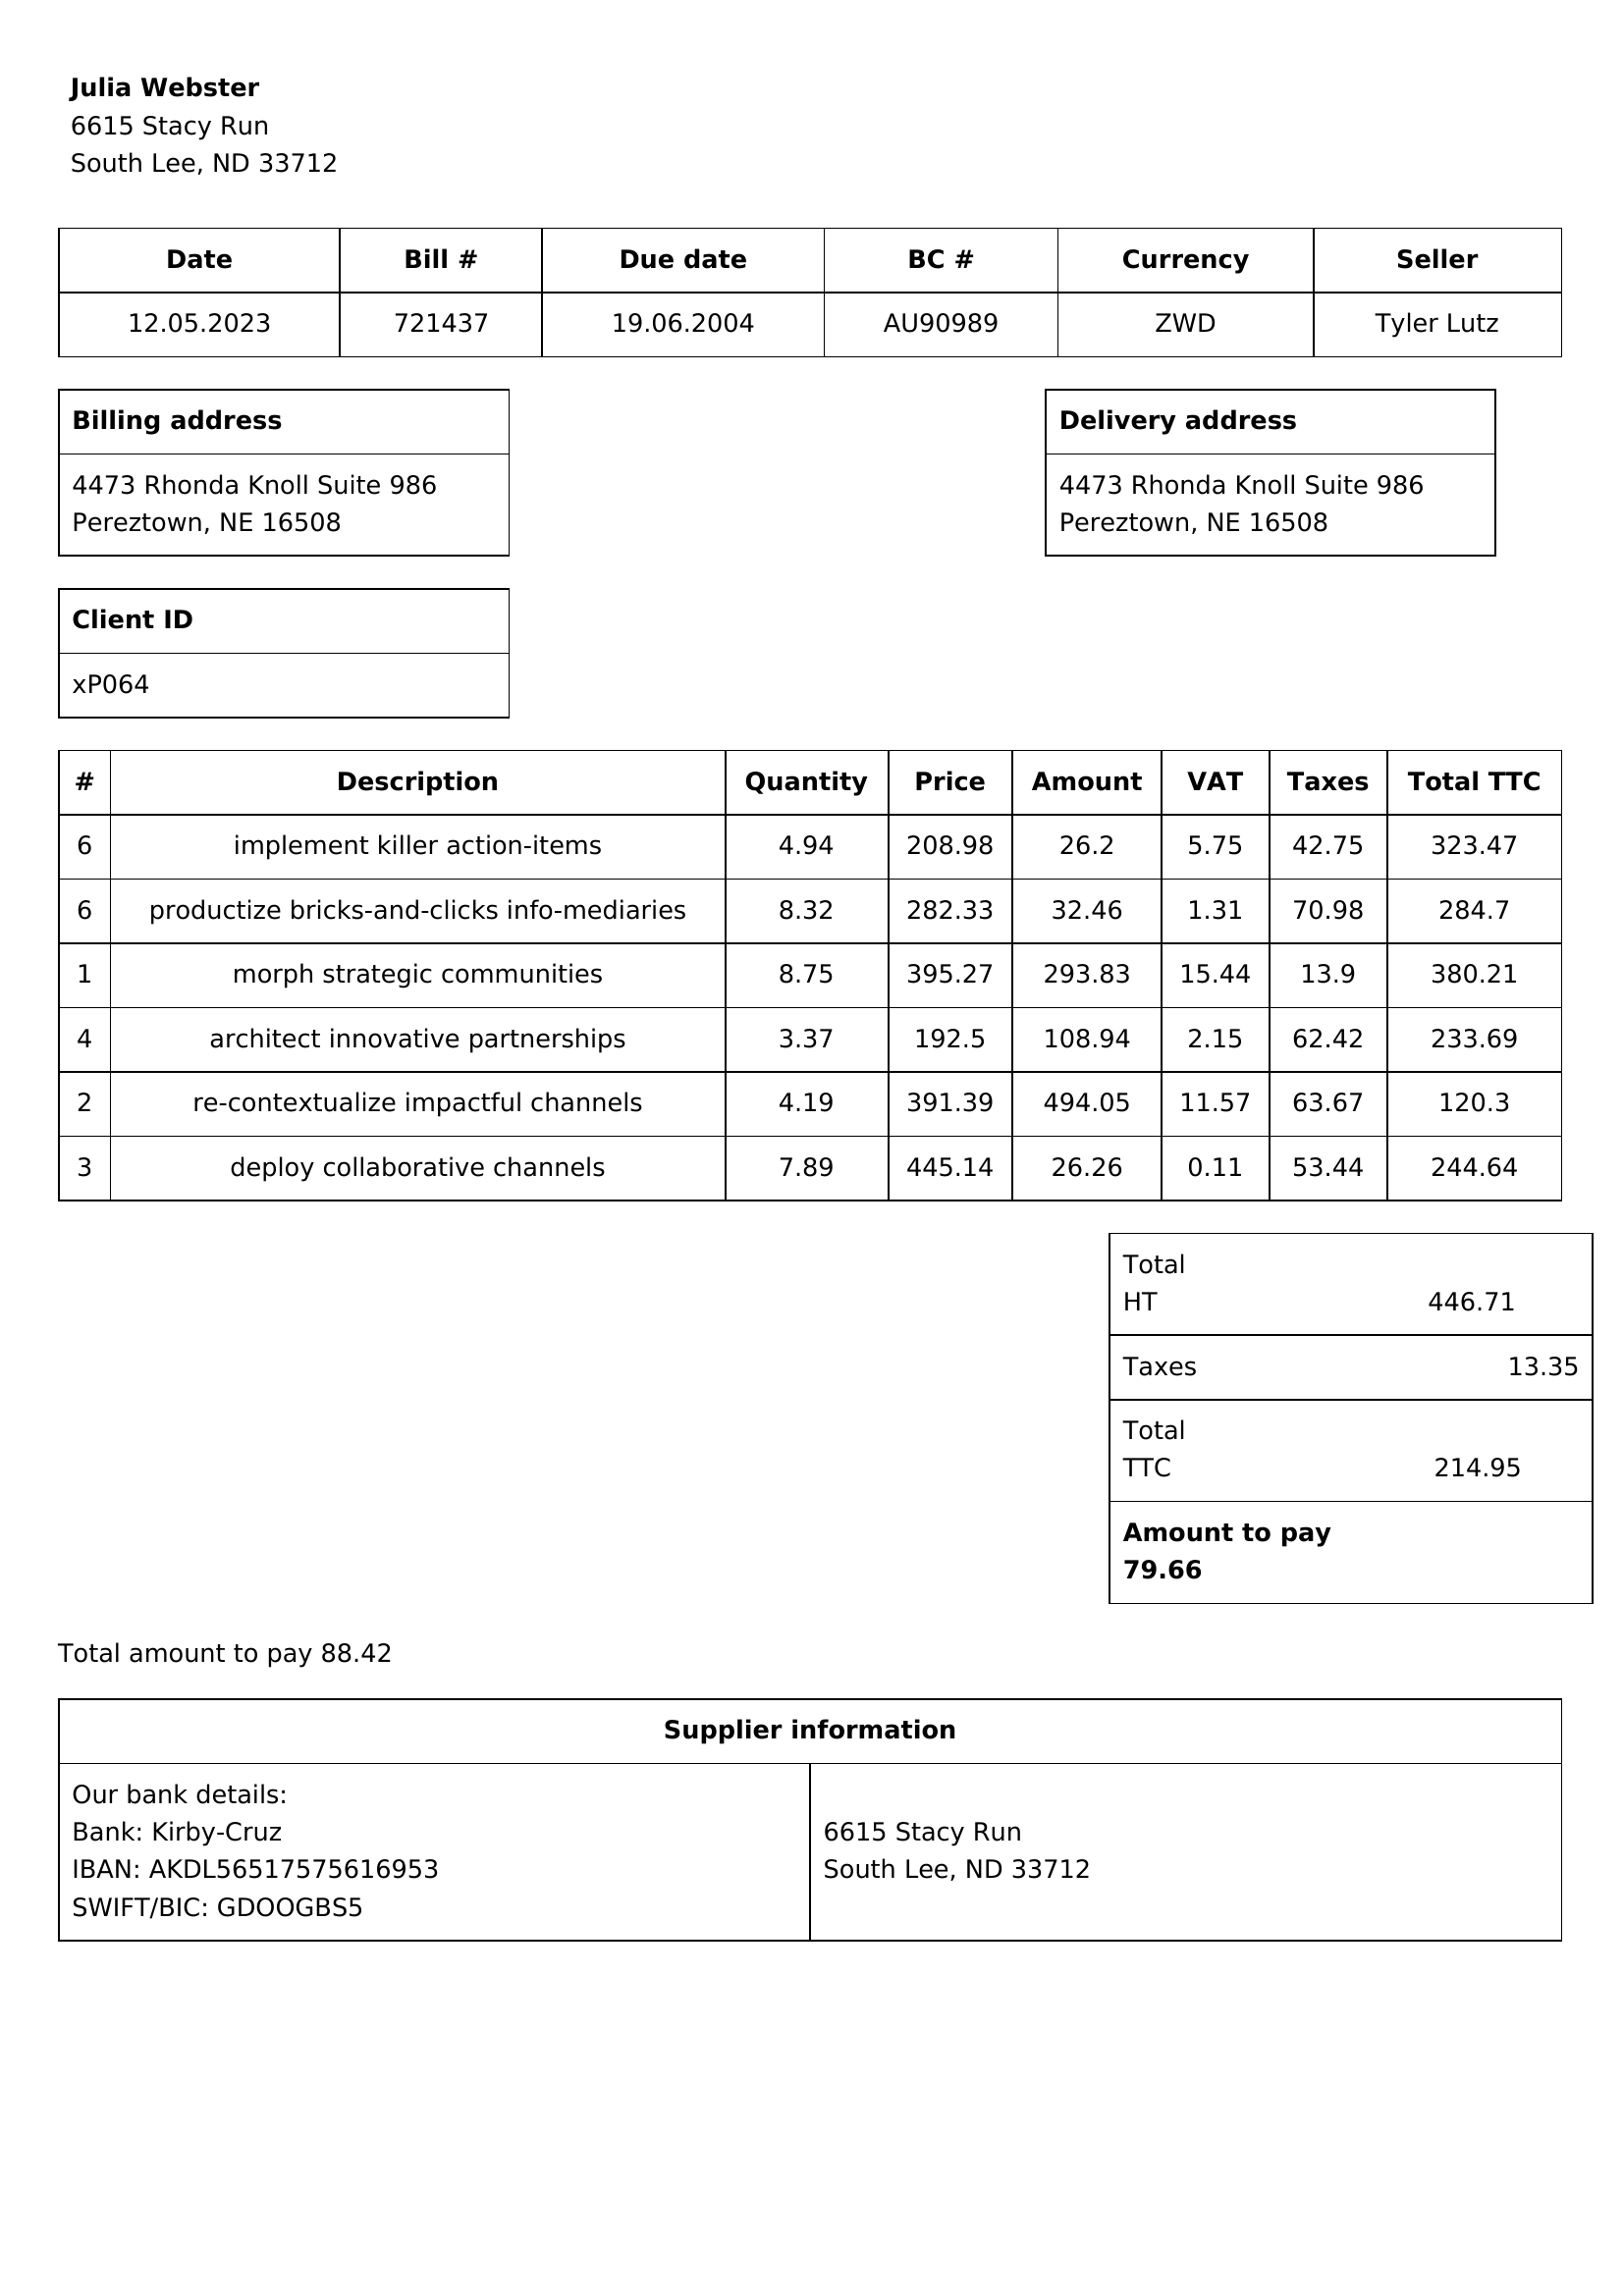 Julia Webster
6615 Stacy Run
South Lee, ND 33712
Date Bill # Due date BC # Currency Seller
12.05.2023 721437 19.06.2004 AU90989 ZWD Tyler Lutz
Billing address
4473 Rhonda Knoll Suite 986
Pereztown, NE 16508
Delivery address
4473 Rhonda Knoll Suite 986
Pereztown, NE 16508
Client ID
xP064
# Description Quantity Price Amount VAT Taxes Total TTC
6 implement killer action-items 4.94 208.98 26.2 5.75 42.75 323.47
6 productize bricks-and-clicks info-mediaries 8.32 282.33 32.46 1.31 70.98 284.7
1 morph strategic communities 8.75 395.27 293.83 15.44 13.9 380.21
4 architect innovative partnerships 3.37 192.5 108.94 2.15 62.42 233.69
2 re-contextualize impactful channels 4.19 391.39 494.05 11.57 63.67 120.3
3 deploy collaborative channels 7.89 445.14 26.26 0.11 53.44 244.64
Total
HT 446.71
Taxes 13.35
Total
TTC 214.95
Amount to pay
79.66
Total amount to pay 88.42
Supplier information
Our bank details:
Bank: Kirby-Cruz
IBAN: AKDL56517575616953
SWIFT/BIC: GDOOGBS5
6615 Stacy Run
South Lee, ND 33712